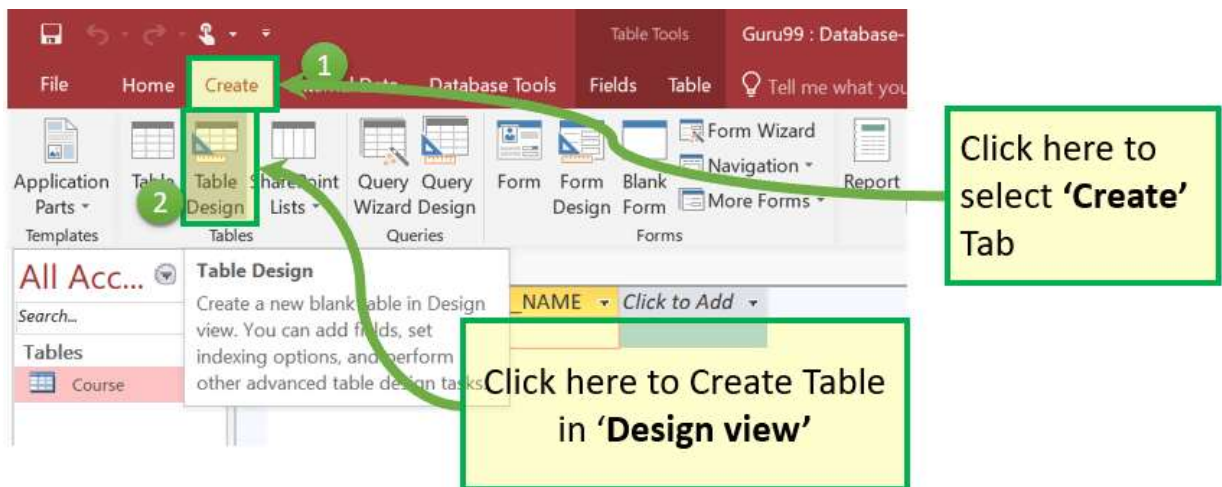 Table Tools
Guru99 : Database-
File Home Create Data Database Tools Fields Table Tell me what you
1
Application Parts
Table
Table Design
SharePoint Lists
Query Wizard
Query Design
Form
Form Design
Blank Form
Form Wizard
Navigation
More Forms
Report
2
Templates
Tables
Queries
Forms
All Acc...
Search...
Tables
Course
Table Design
Create a new blank table in Design
view. You can add fields, set
indexing options, and perform
other advanced table design tasks.
_NAME
Click to Add
Click here to
select ‘Create’
Tab
Click here to Create Table
in ‘Design view’